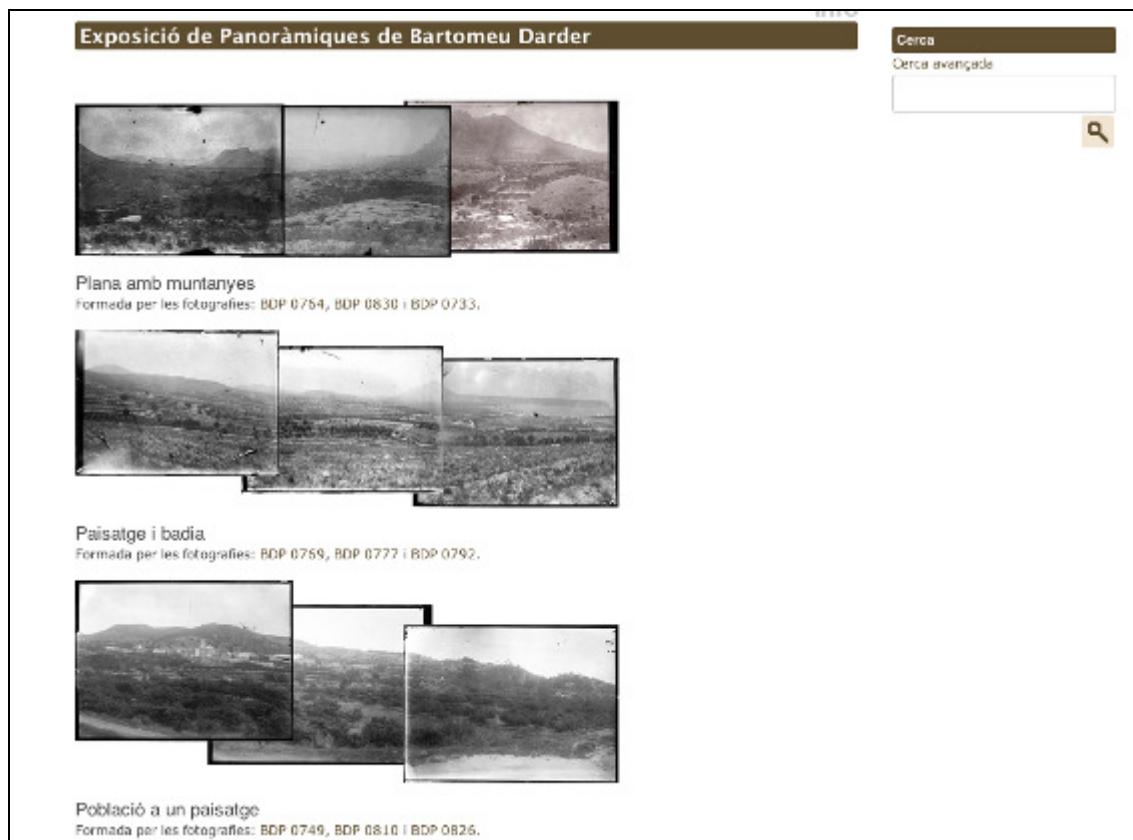 Exposició de Panoràmiques de Bartomeu Darder
Cerca
Cerca avançada
Plana amb muntanyes
Formada per les fotografies: BDP 0764, BDP 0830 i BDP 0733.
Paisatge i badia
Formada per les fotografies: BDP 0769, BDP 0777 i BDP 0792.
Població a un paisatge
Formada per les fotografies: BDP 0749, BDP 0810 i BDP 0826.